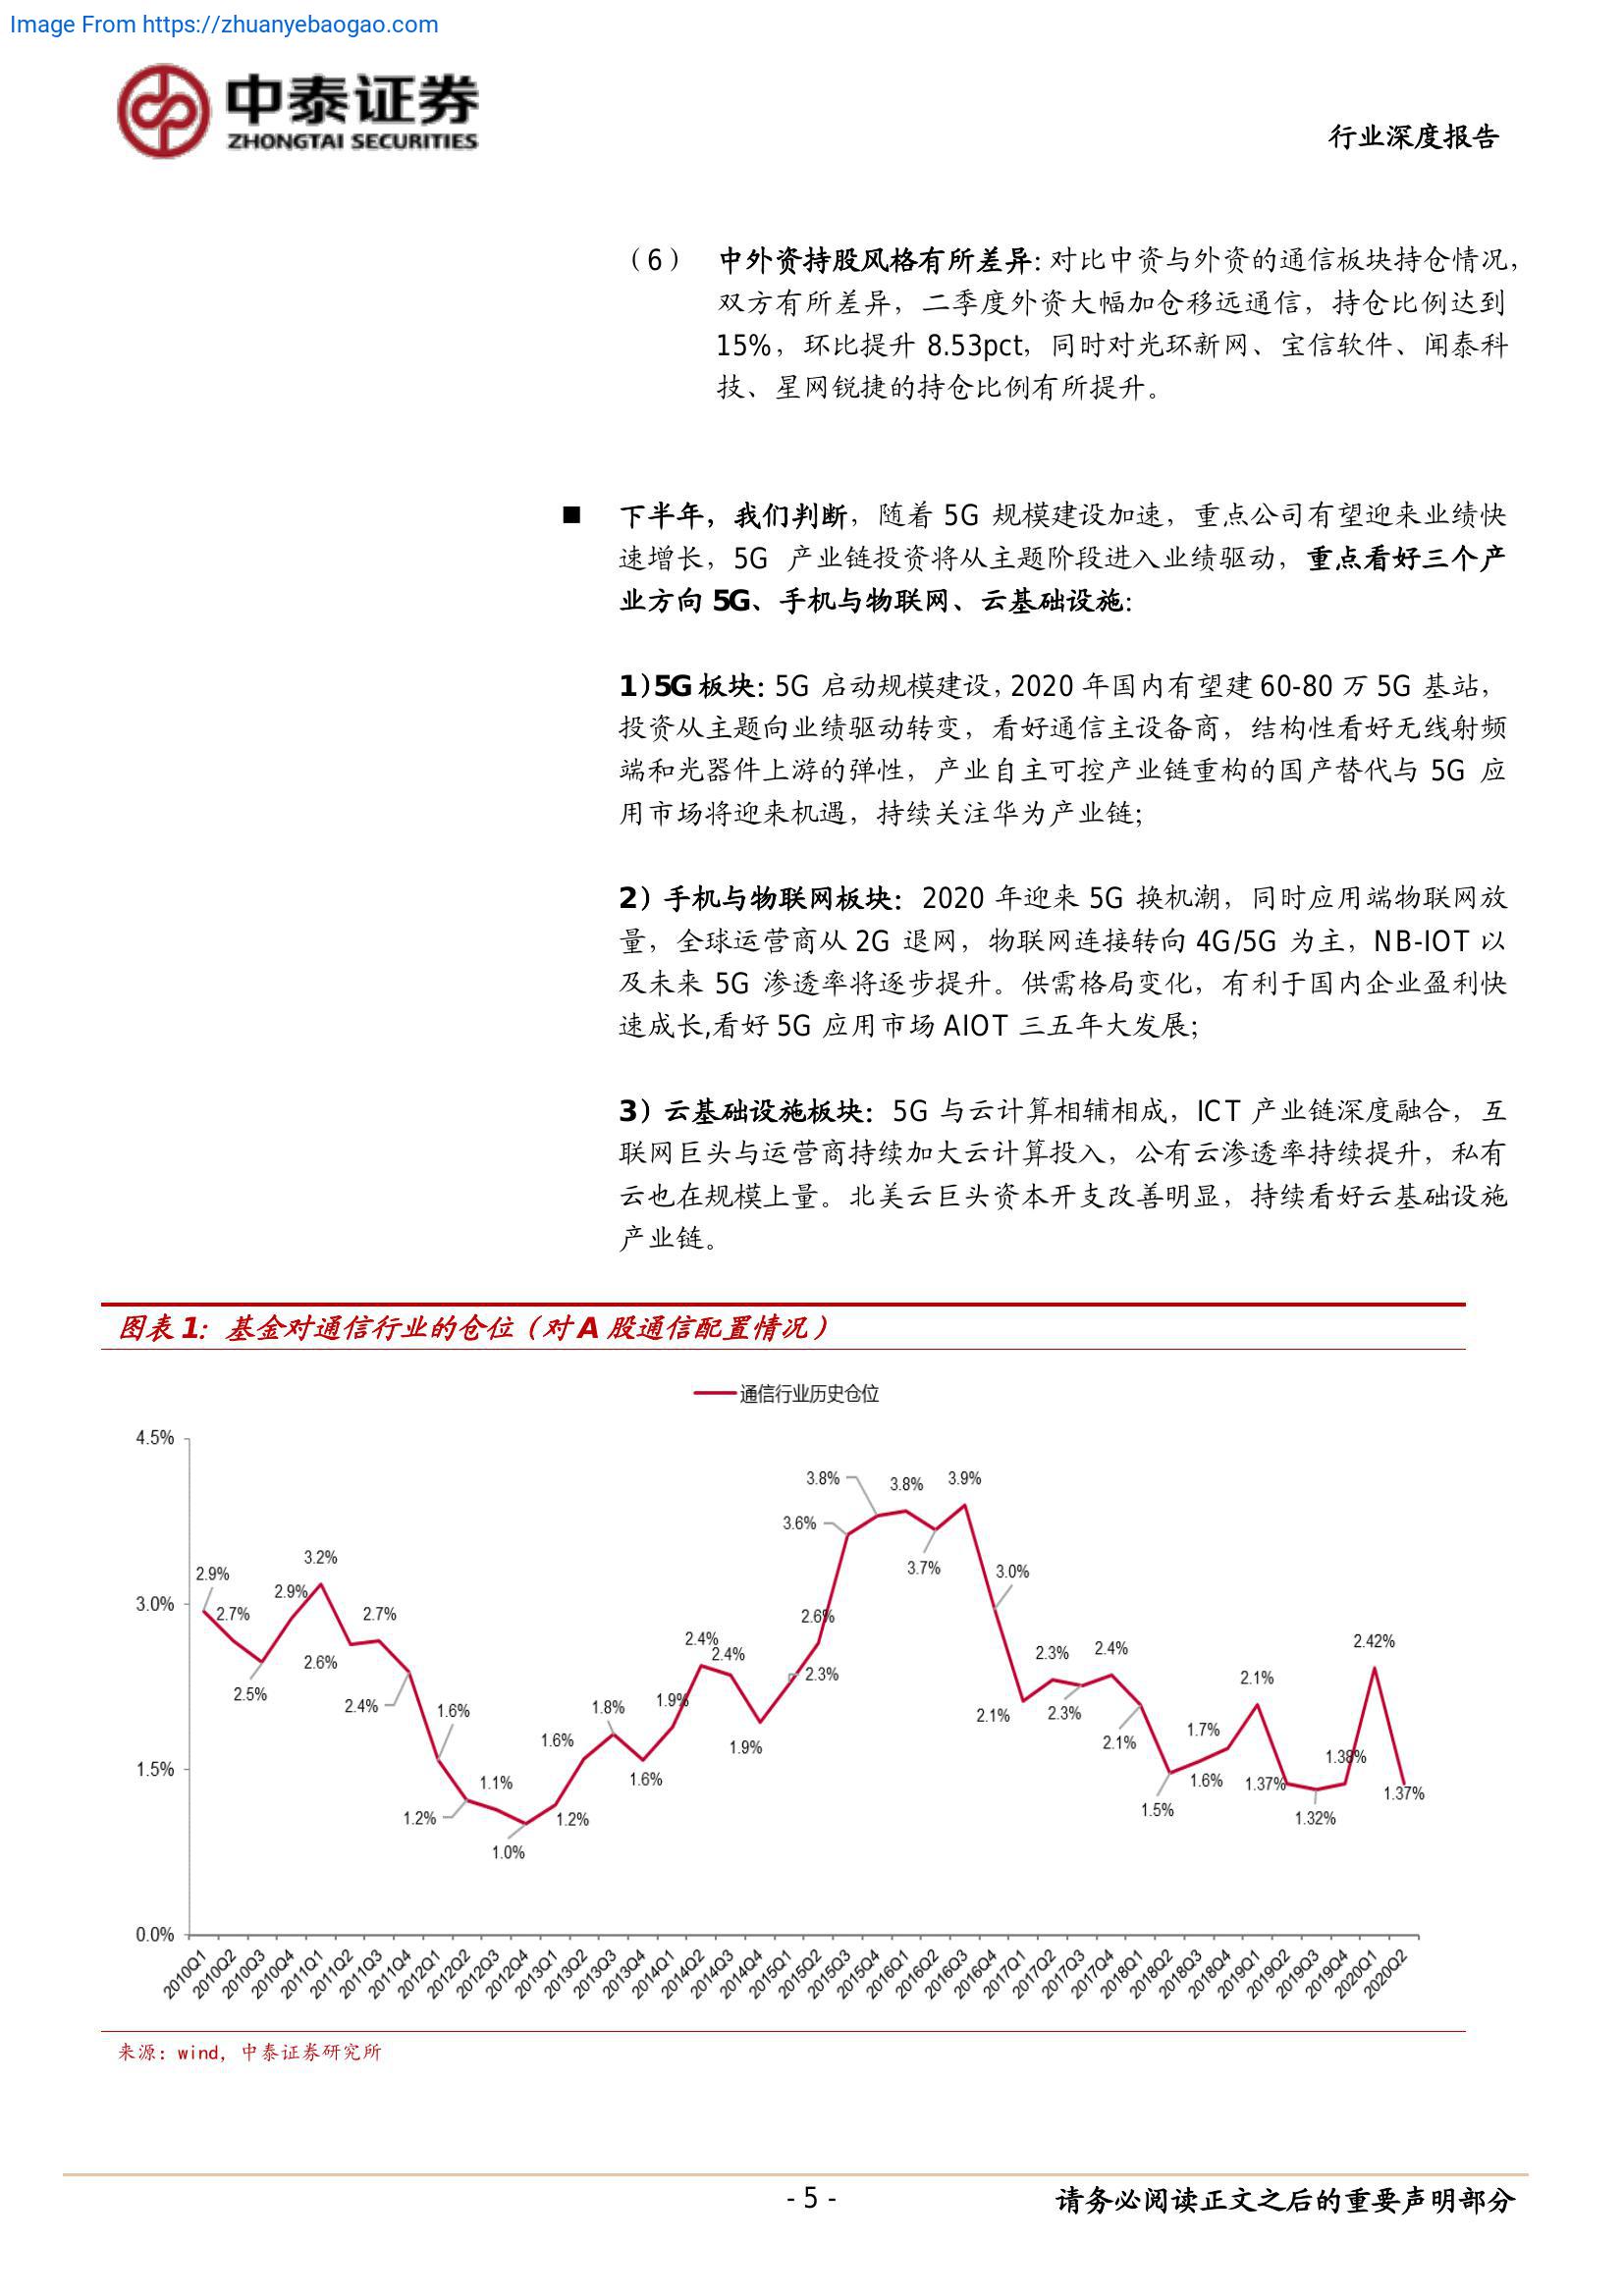 Image From https://zhuanyebaogao.com
中泰证券
ZHONGTAI SECURITIES
行业深度报告
（6） 中外资持股风格有所差异：对比中资与外资的通信板块持仓情况，
双方有所差异，二季度外资大幅加仓移远通信，持仓比例达到
15%，环比提升 8.53pct，同时对光环新网、宝信软件、闻泰科
技、星网锐捷的持仓比例有所提升。
■ 下半年，我们判断，随着 5G 规模建设加速，重点公司有望迎来业绩快
速增长，5G 产业链投资将从主题阶段进入业绩驱动，重点看好三个产
业方向 5G、手机与物联网、云基础设施：
1)5G 板块：5G 启动规模建设，2020 年国内有望建 60-80 万 5G 基站，
投资从主题向业绩驱动转变，看好通信主设备商，结构性看好无线射频
端和光器件上游的弹性，产业自主可控产业链重构的国产替代与 5G 应
用市场将迎来机遇，持续关注华为产业链；
2）手机与物联网板块：2020 年迎来 5G 换机潮，同时应用端物联网放
量，全球运营商从 2G 退网，物联网连接转向 4G/5G 为主，NB-IOT 以
及未来 5G 渗透率将逐步提升。供需格局变化，有利于国内企业盈利快
速成长,看好 5G 应用市场 AIOT 三五年大发展；
3）云基础设施板块：5G 与云计算相辅相成，ICT 产业链深度融合，互
联网巨头与运营商持续加大云计算投入，公有云渗透率持续提升，私有
云也在规模上量。北美云巨头资本开支改善明显，持续看好云基础设施
产业链。
图表 1：基金对通信行业的仓位（对 A 股通信配置情况）
通信行业历史仓位
4.5%
3.0%
1.5%
0.0%
2.9%
2.7%
2.5%
2.9%
3.2%
2.6%
2.7%
2.4%
1.6%
1.2%
1.1%
1.0%
1.2%
1.6%
1.8%
1.6%
1.9%
2.4%
2.4%
1.9%
2.3%
2.6%
3.6%
3.8%
3.8%
3.7%
3.9%
3.0%
2.1%
2.3%
2.3%
2.4%
2.1%
1.5%
1.6%
1.7%
2.1%
1.37%
1.32%
1.38%
2.42%
1.37%
2010Q1
2010Q2
2010Q3
2010Q4
2011Q1
2011Q2
2011Q3
2011Q4
2012Q1
2012Q2
2012Q3
2012Q4
2013Q1
2013Q2
2013Q3
2013Q4
2014Q1
2014Q2
2014Q3
2014Q4
2015Q1
2015Q2
2015Q3
2015Q4
2016Q1
2016Q2
2016Q3
2016Q4
2017Q1
2017Q2
2017Q3
2017Q4
2018Q1
2018Q2
2018Q3
2018Q4
2019Q1
2019Q2
2019Q3
2019Q4
2020Q1
2020Q2
来源：wind，中泰证券研究所
- 5 -
请务必阅读正文之后的重要声明部分